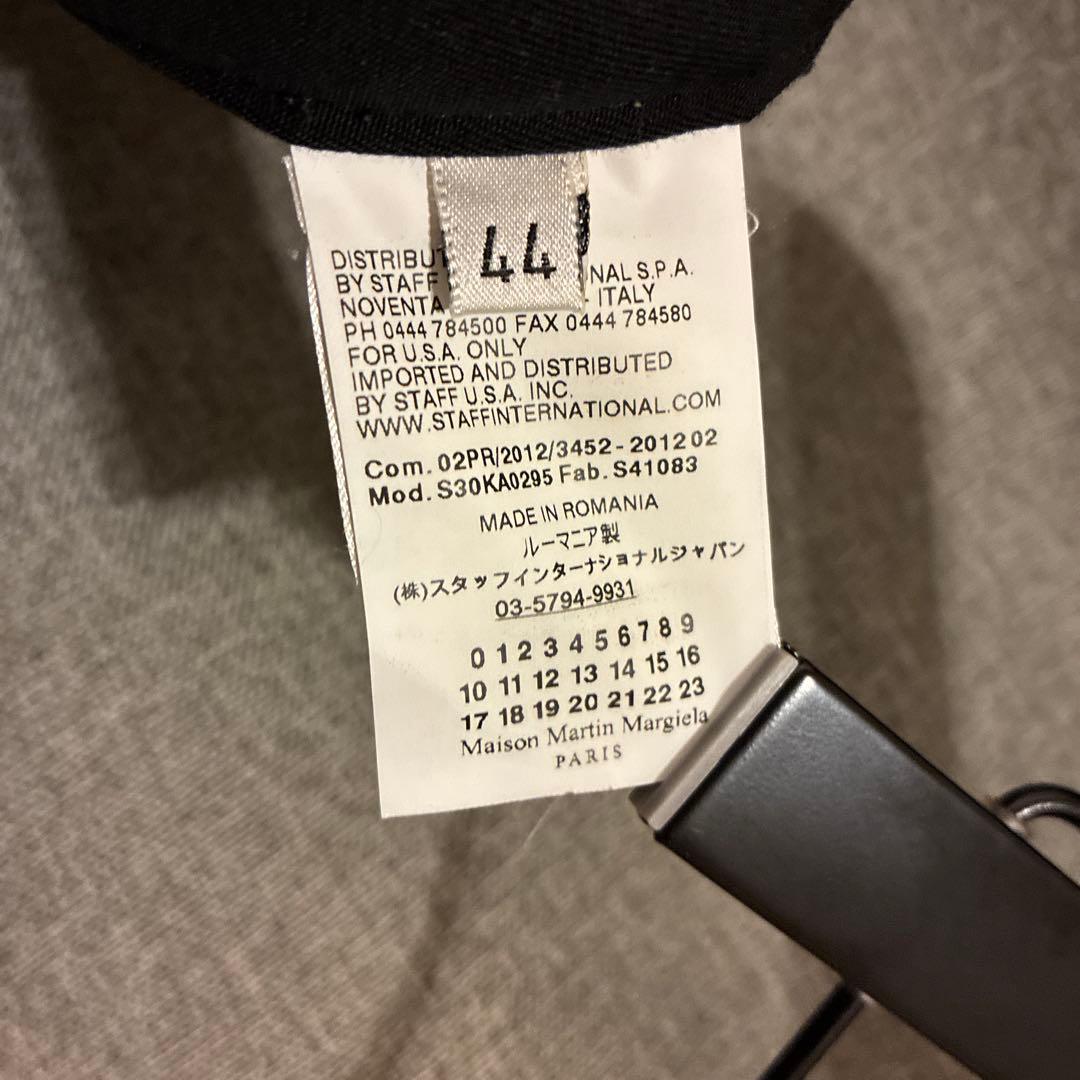 44
DISTRIBUT
BY STAFF NAL S.P.A.
NOVENTA ITALY
PH 0444 784500 FAX 0444 784580
FOR U.S.A. ONLY
IMPORTED AND DISTRIBUTED
BY STAFF U.S.A. INC.
WWW.STAFFINTERNATIONAL.COM
Com. 02PR/2012/3452-2012 02
Mod. S30KA0295 Fab. S41083
MADE IN ROMANIA
ルーマニア製
(株)スタッフインターナショナルジャパン
03-5794-9931
0 1 2 3 4 5 6 7 8 9
10 11 12 13 14 15 16
17 18 19 20 21 22 23
Maison Martin Margiela
PARIS